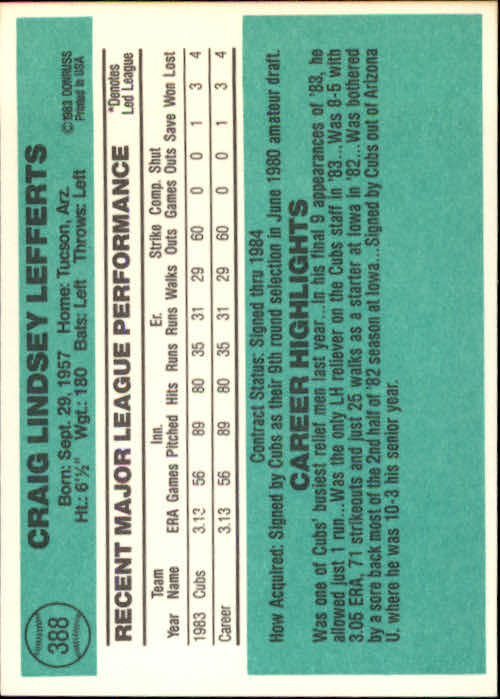 388
CRAIG LINDSEY LEFFERTS
Born: Sept. 29, 1957 Home: Tucson, Arz.
Ht.: 6'½" Wgt.: 180 Bats: Left Throws: Left
©1983 DONRUSS
Printed in USA
RECENT MAJOR LEAGUE PERFORMANCE
*Denotes
Led League
Team Inn. Er. Strike Comp. Shut
Year Name ERA Games Pitched Hits Runs Runs Walks Outs Games Outs Save Won Lost
1983 Cubs 3.13 56 89 80 35 31 29 60 0 0 1 3 4
Career 3.13 56 89 80 35 31 29 60 0 0 1 3 4
Contract Status: Signed thru 1984
How Acquired: Signed by Cubs as their 9th round selection in June 1980 amateur draft.
CAREER HIGHLIGHTS
Was one of Cubs' busiest relief men last year...In his final 9 appearances of '83, he
allowed just 1 run...Was the only LH reliever on the Cubs staff in '83...Was 8-5 with
3.05 ERA, 71 strikeouts and just 25 walks as a starter at Iowa in '82...Was bothered
by a sore back most of the 2nd half of '82 season at Iowa...Signed by Cubs out of Arizona
U. where he was 10-3 his senior year.